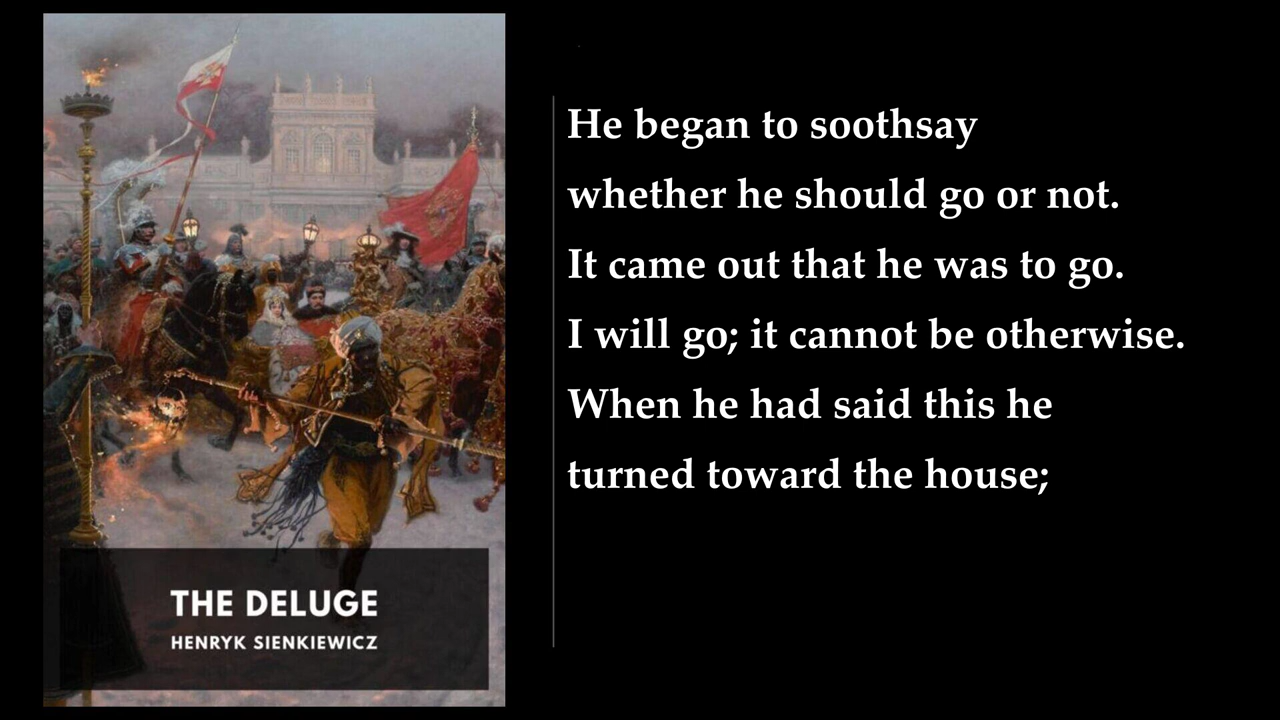 He began to soothsay
whether he should go or not.
It came out that he was to go.
I will go; it cannot be otherwise.
When he had said this he
turned toward the house;
THE DELUGE
HENRYK SIENKIEWICZ